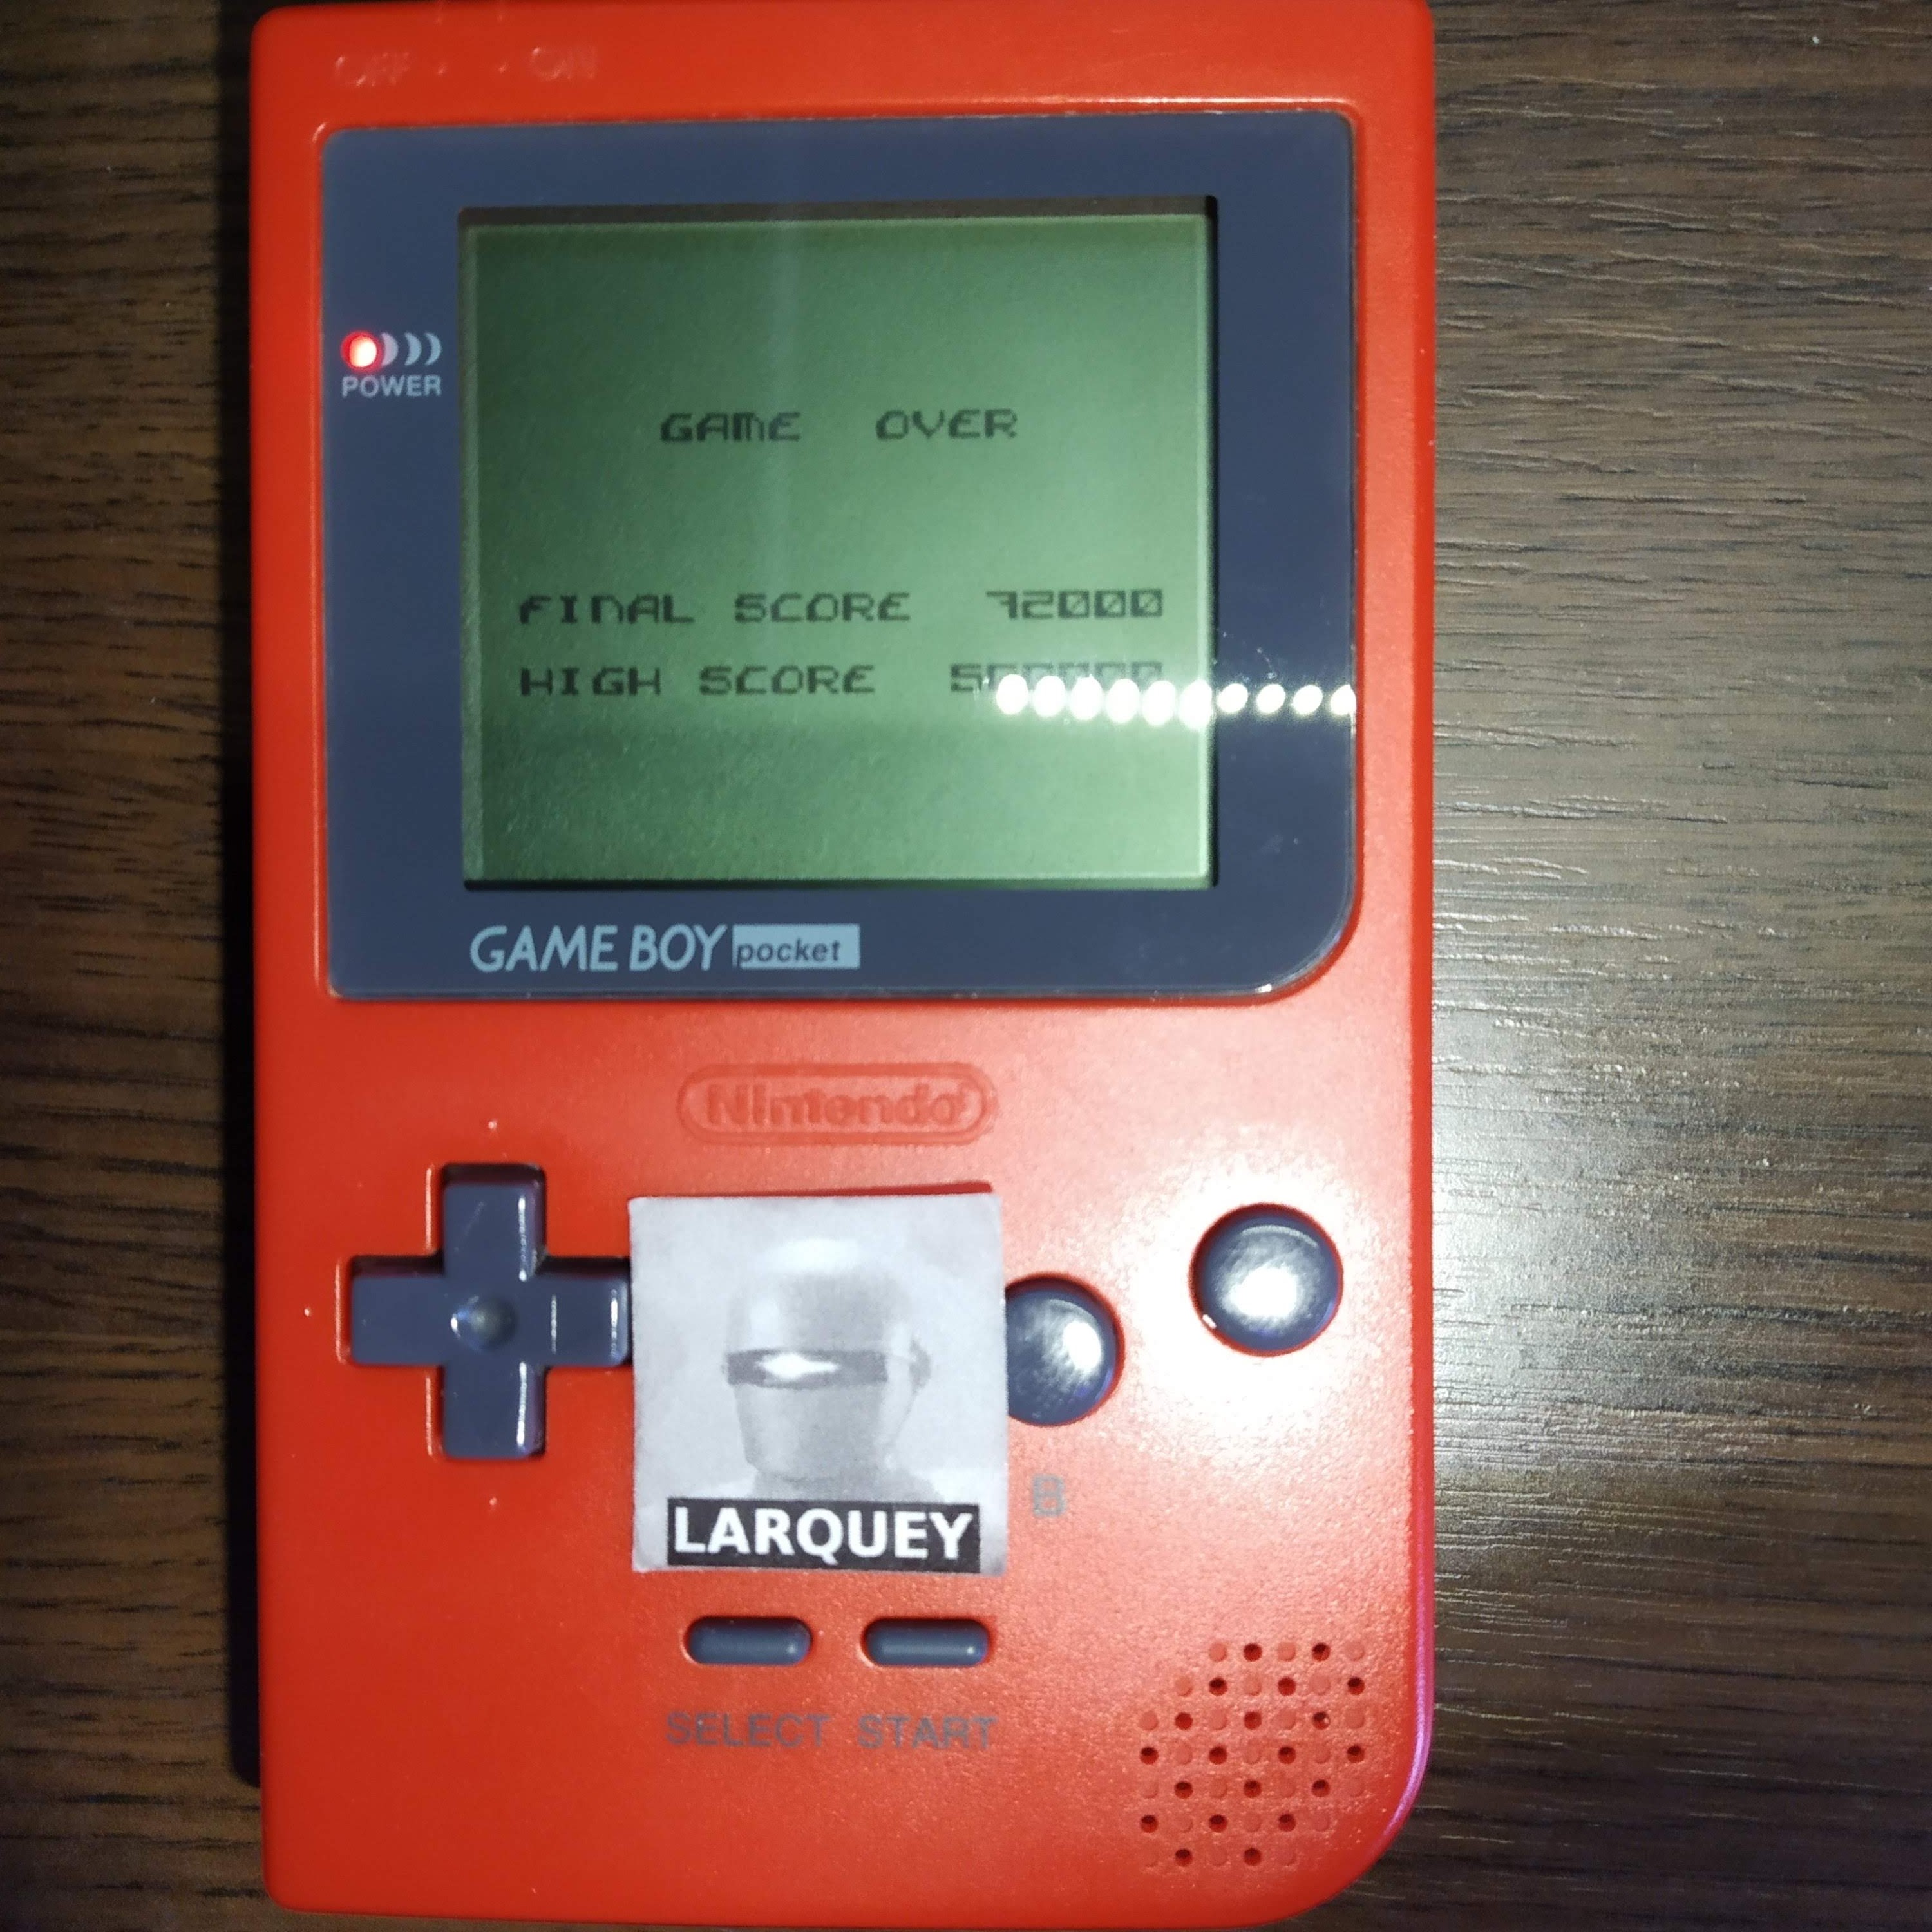 OFF ON
POWER
GAME OVER
FINAL SCORE 72000
HIGH SCORE
GAME BOY pocket
Nintendo
LARQUEY
B
SELECT START